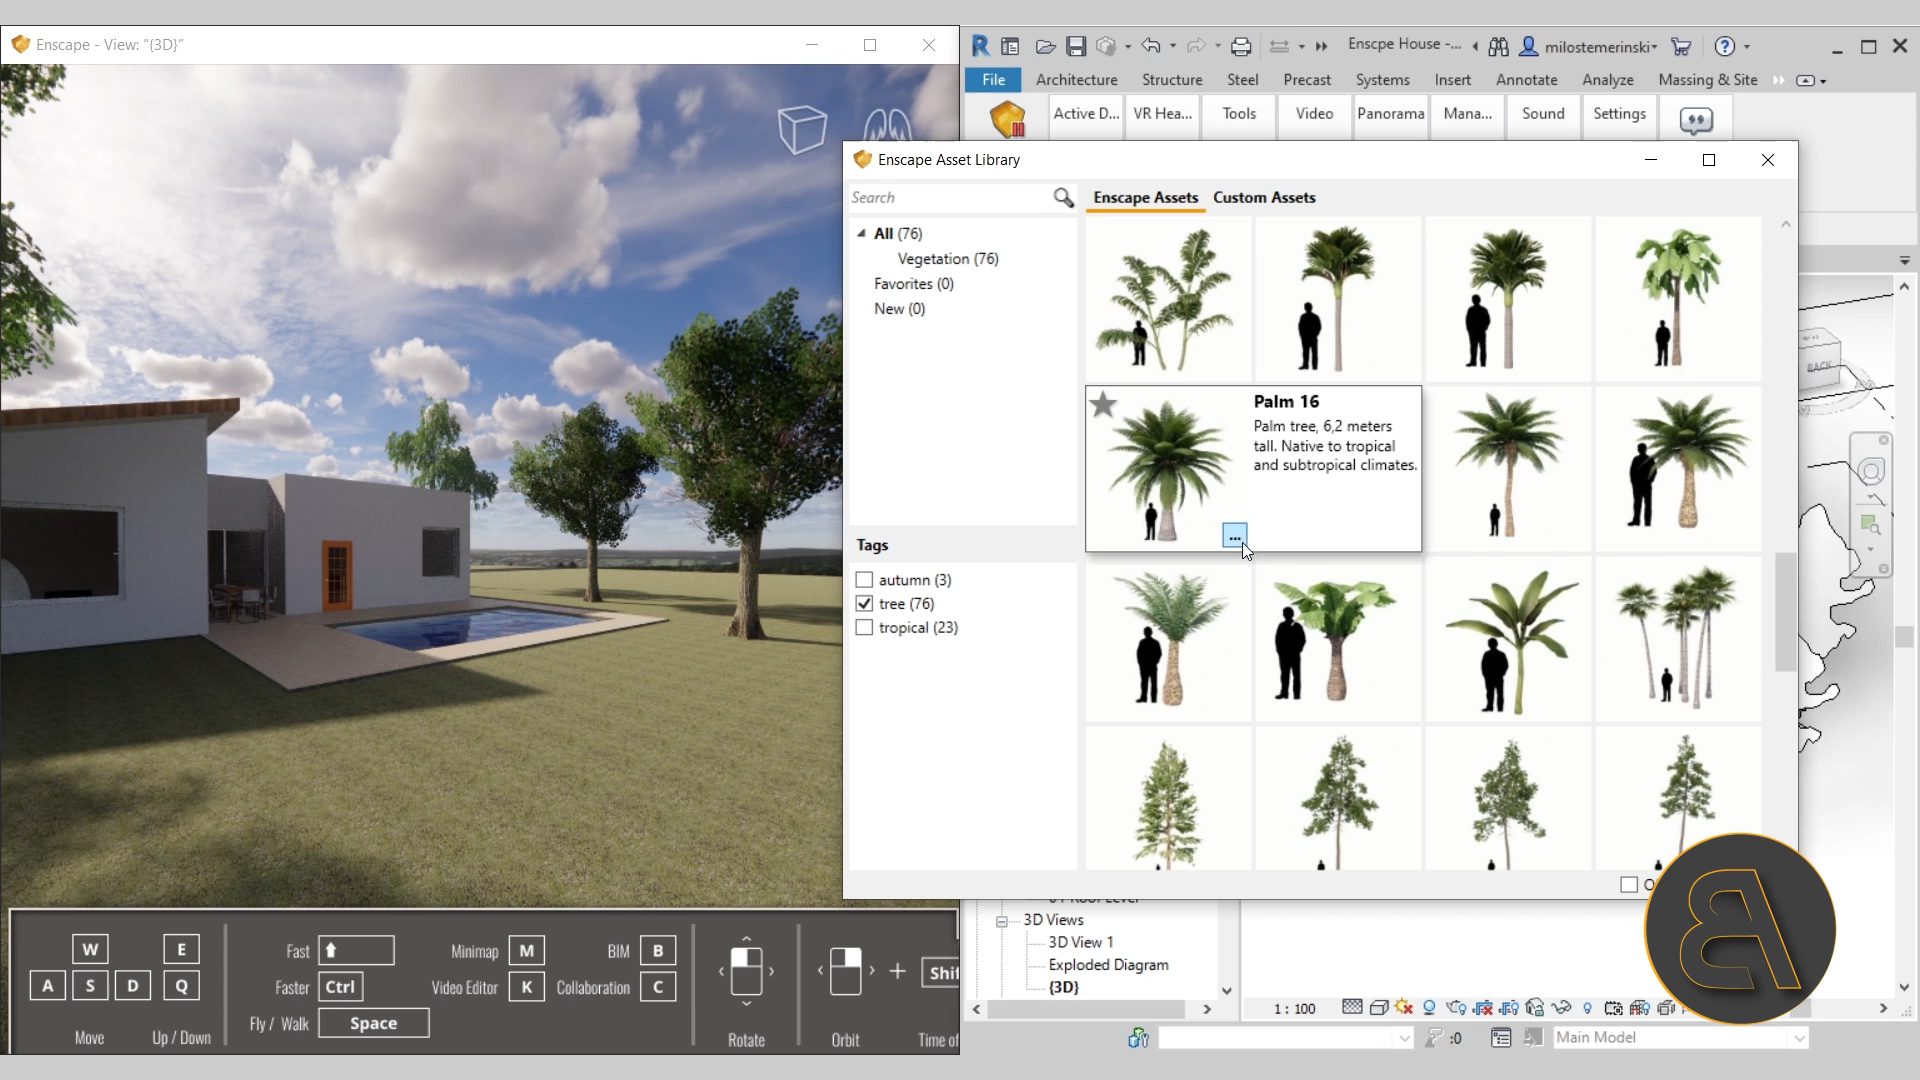 Enscape - View: "{3D}"
Enscpe House -...
milostemerinski
File
Architecture
Structure
Steel
Precast
Systems
Insert
Annotate
Analyze
Massing & Site
Active D...
VR Hea...
Tools
Video
Panorama
Mana...
Sound
Settings
Enscape Asset Library
Search
Enscape Assets
Custom Assets
All (76)
Vegetation (76)
Favorites (0)
New (0)
Palm 16
Palm tree, 6,2 meters
tall. Native to tropical
and subtropical climates.
...
BACK
Tags
autumn (3)
tree (76)
tropical (23)
3D Views
3D View 1
Exploded Diagram
{3D}
1 : 100
:0
Main Model
W
E
A
S
D
Q
Move
Up / Down
Fast
Faster
Ctrl
Fly / Walk
Space
Minimap
M
Video Editor
K
BIM
B
Collaboration
C
Rotate
Orbit
+
Shif
Time of